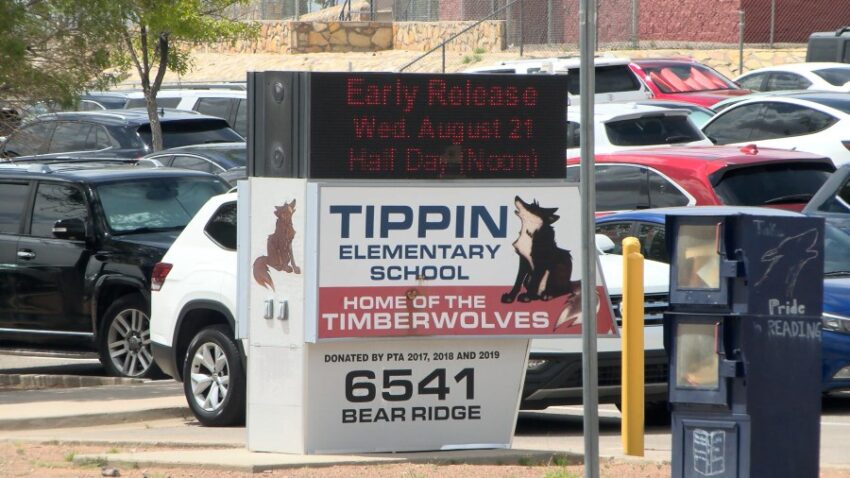 Early Release
Wed. August 21
Half Day (Noon)
TIPPIN
ELEMENTARY
SCHOOL
HOME OF THE
TIMBERWOLVES
DONATED BY PTA 2017, 2018 AND 2019
6541
BEAR RIDGE
Pride
READING